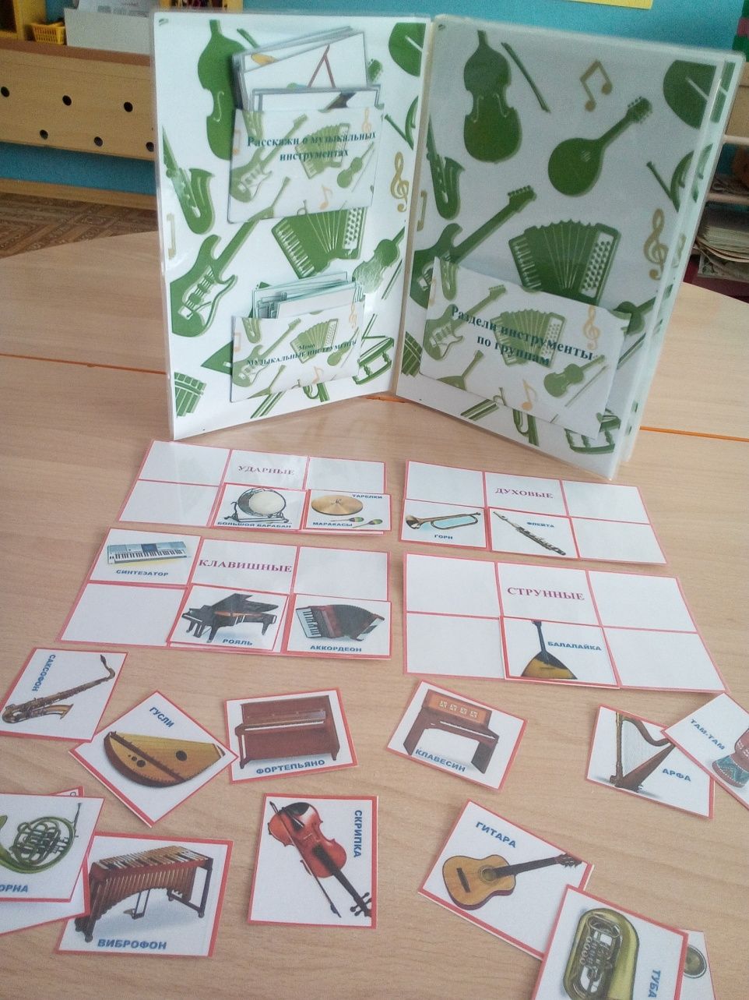 Расскажи о музыкальных
инструментах
Мемо
МУЗЫКАЛЬНЫЕ ИНСТРУМЕНТЫ
Раздели инструменты
по группам
УДАРНЫЕ
БОЛЬШОЙ БАРАБАН
ТАРЕЛКИ
МАРАКАСЫ
ДУХОВЫЕ
ГОРН
ФЛЕЙТА
СИНТЕЗАТОР
КЛАВИШНЫЕ
РОЯЛЬ
АККОРДЕОН
СТРУННЫЕ
БАЛАЛАЙКА
САКСОФОН
ГУСЛИ
ФОРТЕПЬЯНО
КЛАВЕСИН
АРФА
ТАМ-ТАМ
ОРНА
ВИБРОФОН
СКРИПКА
ГИТАРА
ТУБА